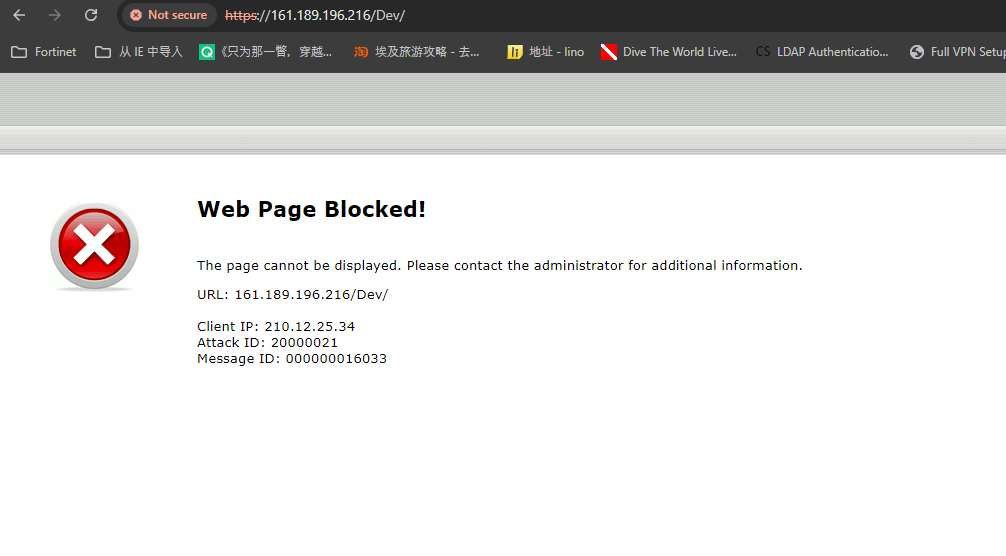 Not secure https://161.189.196.216/Dev/
Fortinet 从 IE 中导入 《只为那一瞥，穿越... 埃及旅游攻略 - 去... 地址 - lino Dive The World Live... CS LDAP Authenticatio... Full VPN Setup
Web Page Blocked!
The page cannot be displayed. Please contact the administrator for additional information.
URL: 161.189.196.216/Dev/
Client IP: 210.12.25.34
Attack ID: 20000021
Message ID: 000000016033